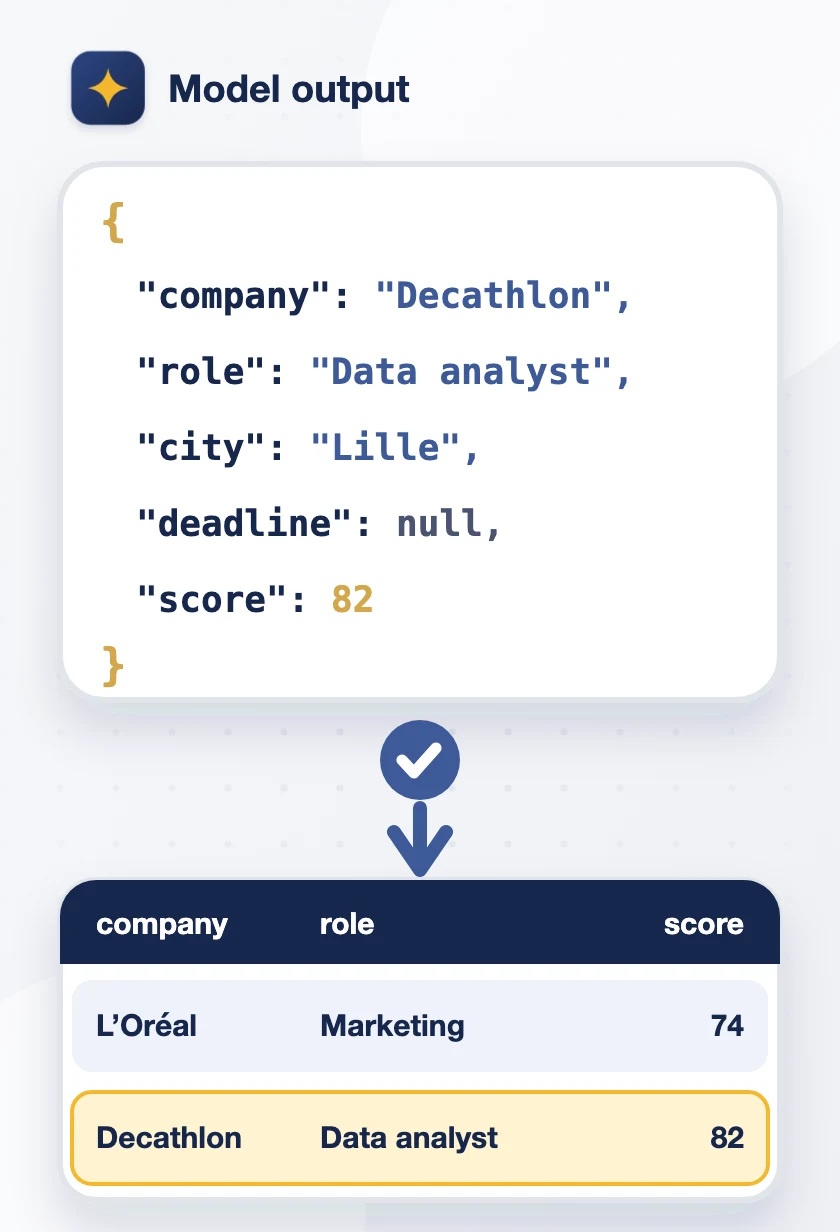 Model output
{
"company": "Decathlon",
"role": "Data analyst",
"city": "Lille",
"deadline": null,
"score": 82
}
company role score
L’Oréal Marketing 74
Decathlon Data analyst 82